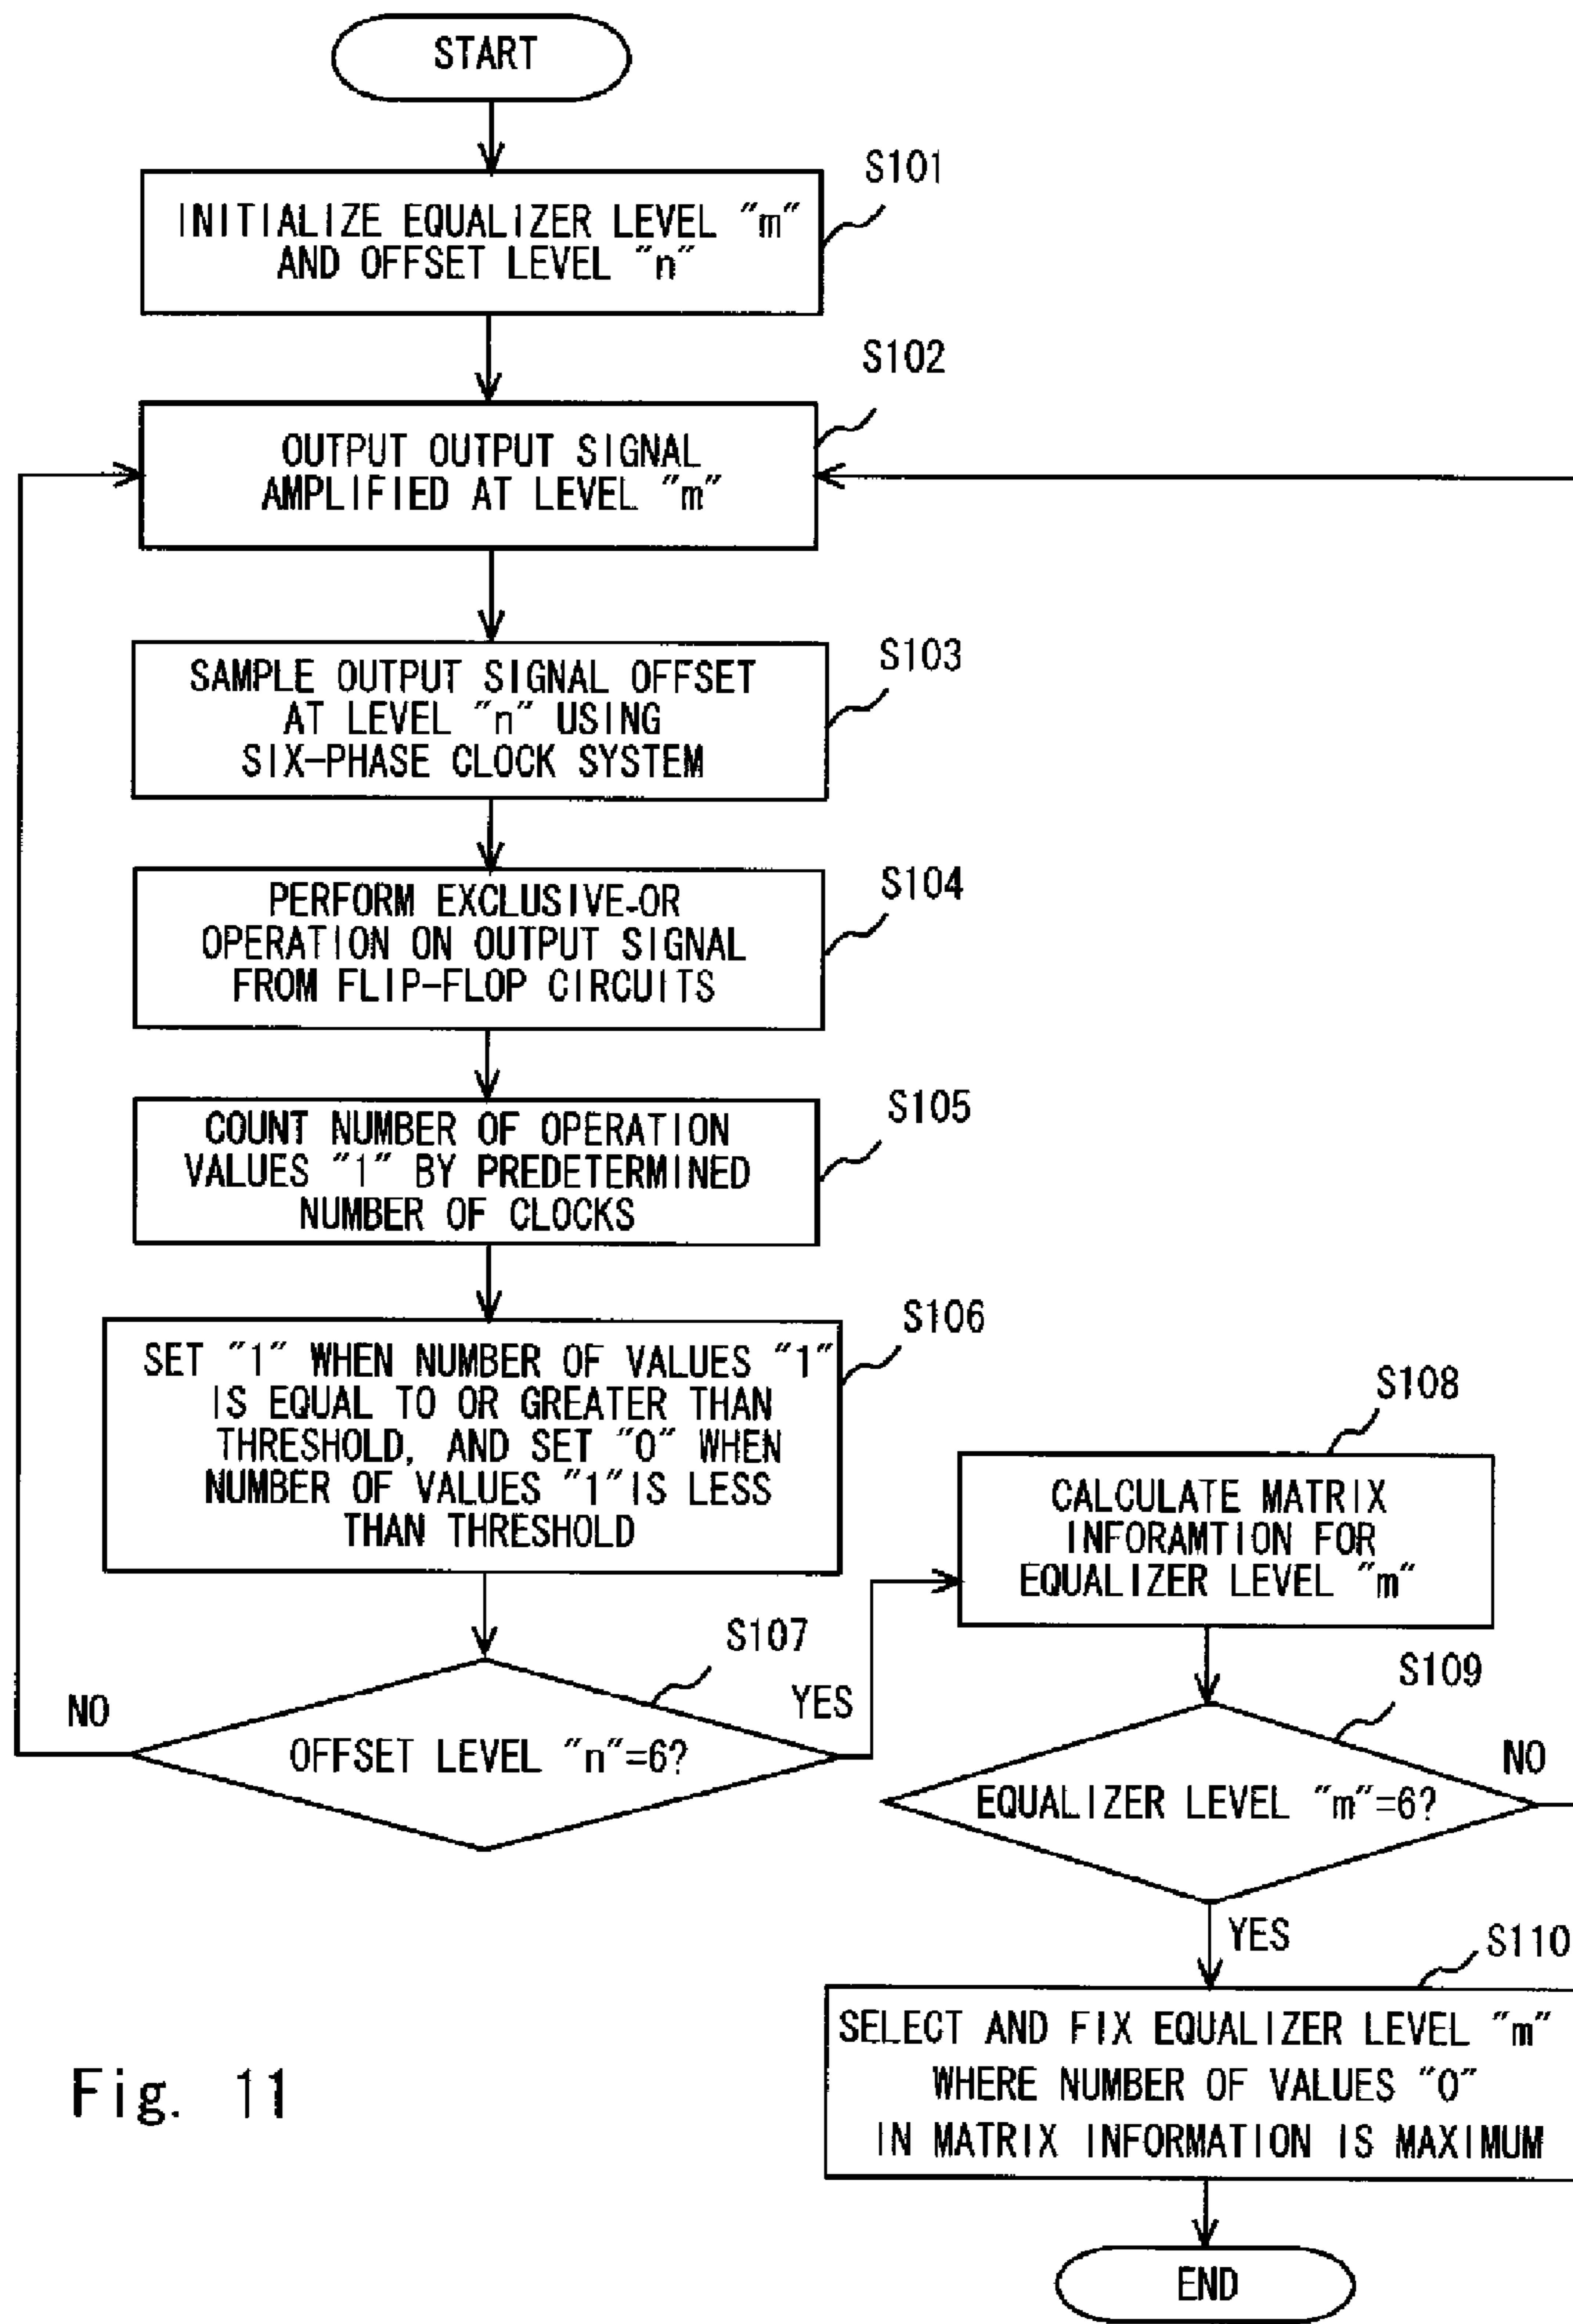 START
S101
INITIALIZE EQUALIZER LEVEL "m"
AND OFFSET LEVEL "n"
S102
OUTPUT OUTPUT SIGNAL
AMPLIFIED AT LEVEL "m"
S103
SAMPLE OUTPUT SIGNAL OFFSET
AT LEVEL "n" USING
SIX-PHASE CLOCK SYSTEM
S104
PERFORM EXCLUSIVE-OR
OPERATION ON OUTPUT SIGNAL
FROM FLIP-FLOP CIRCUITS
S105
COUNT NUMBER OF OPERATION
VALUES "1" BY PREDETERMINED
NUMBER OF CLOCKS
S106
SET "1" WHEN NUMBER OF VALUES "1"
IS EQUAL TO OR GREATER THAN
THRESHOLD, AND SET "0" WHEN
NUMBER OF VALUES "1"IS LESS
THAN THRESHOLD
S107
NO
YES
OFFSET LEVEL "n"=6?
S108
CALCULATE MATRIX
INFORAMTION FOR
EQUALIZER LEVEL "m"
S109
NO
EQUALIZER LEVEL "m"=6?
YES
S110
SELECT AND FIX EQUALIZER LEVEL "m"
WHERE NUMBER OF VALUES "0"
IN MATRIX INFORMATION IS MAXIMUM
END
Fig. 11